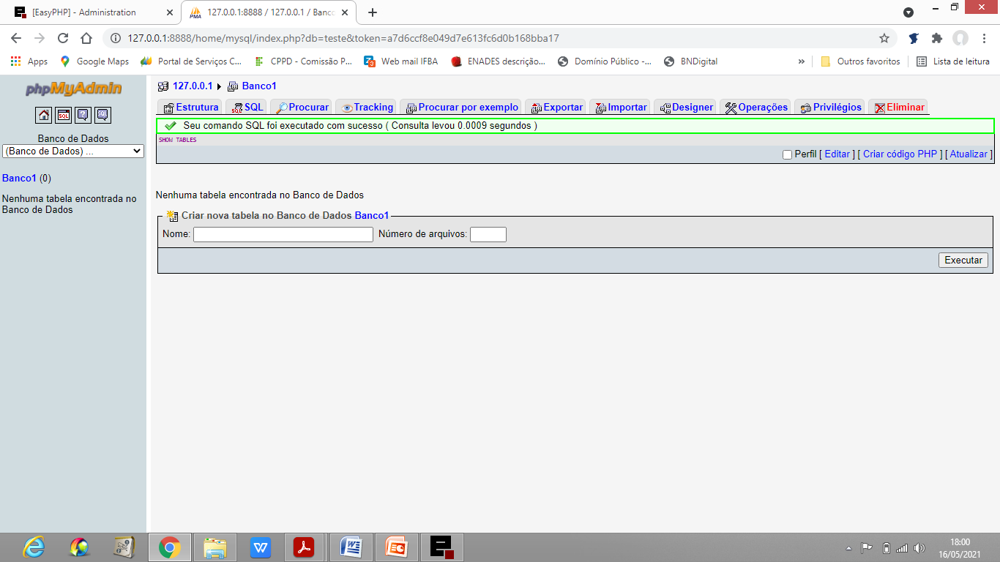 [EasyPHP] - Administration
127.0.0.1:8888 / 127.0.0.1 / Banco
127.0.0.1:8888/home/mysql/index.php?db=teste&token=a7d6ccf8e049d7e613fc6d0b168bba17
Apps Google Maps Portal de Serviços C... CPPD - Comissão P... Web mail IFBA ENADES descrição... Domínio Público -... BNDigital » Outros favoritos Lista de leitura
phpMyAdmin
SQL
Banco de Dados
(Banco de Dados) ...
Banco1 (0)
Nenhuma tabela encontrada no
Banco de Dados
127.0.0.1 Banco1
Estrutura SQL Procurar Tracking Procurar por exemplo Exportar Importar Designer Operações Privilégios Eliminar
Seu comando SQL foi executado com sucesso ( Consulta levou 0.0009 segundos )
SHOW TABLES
Perfil [ Editar ] [ Criar código PHP ] [ Atualizar ]
Nenhuma tabela encontrada no Banco de Dados
Criar nova tabela no Banco de Dados Banco1
Nome: Número de arquivos:
Executar
18:00
16/05/2021